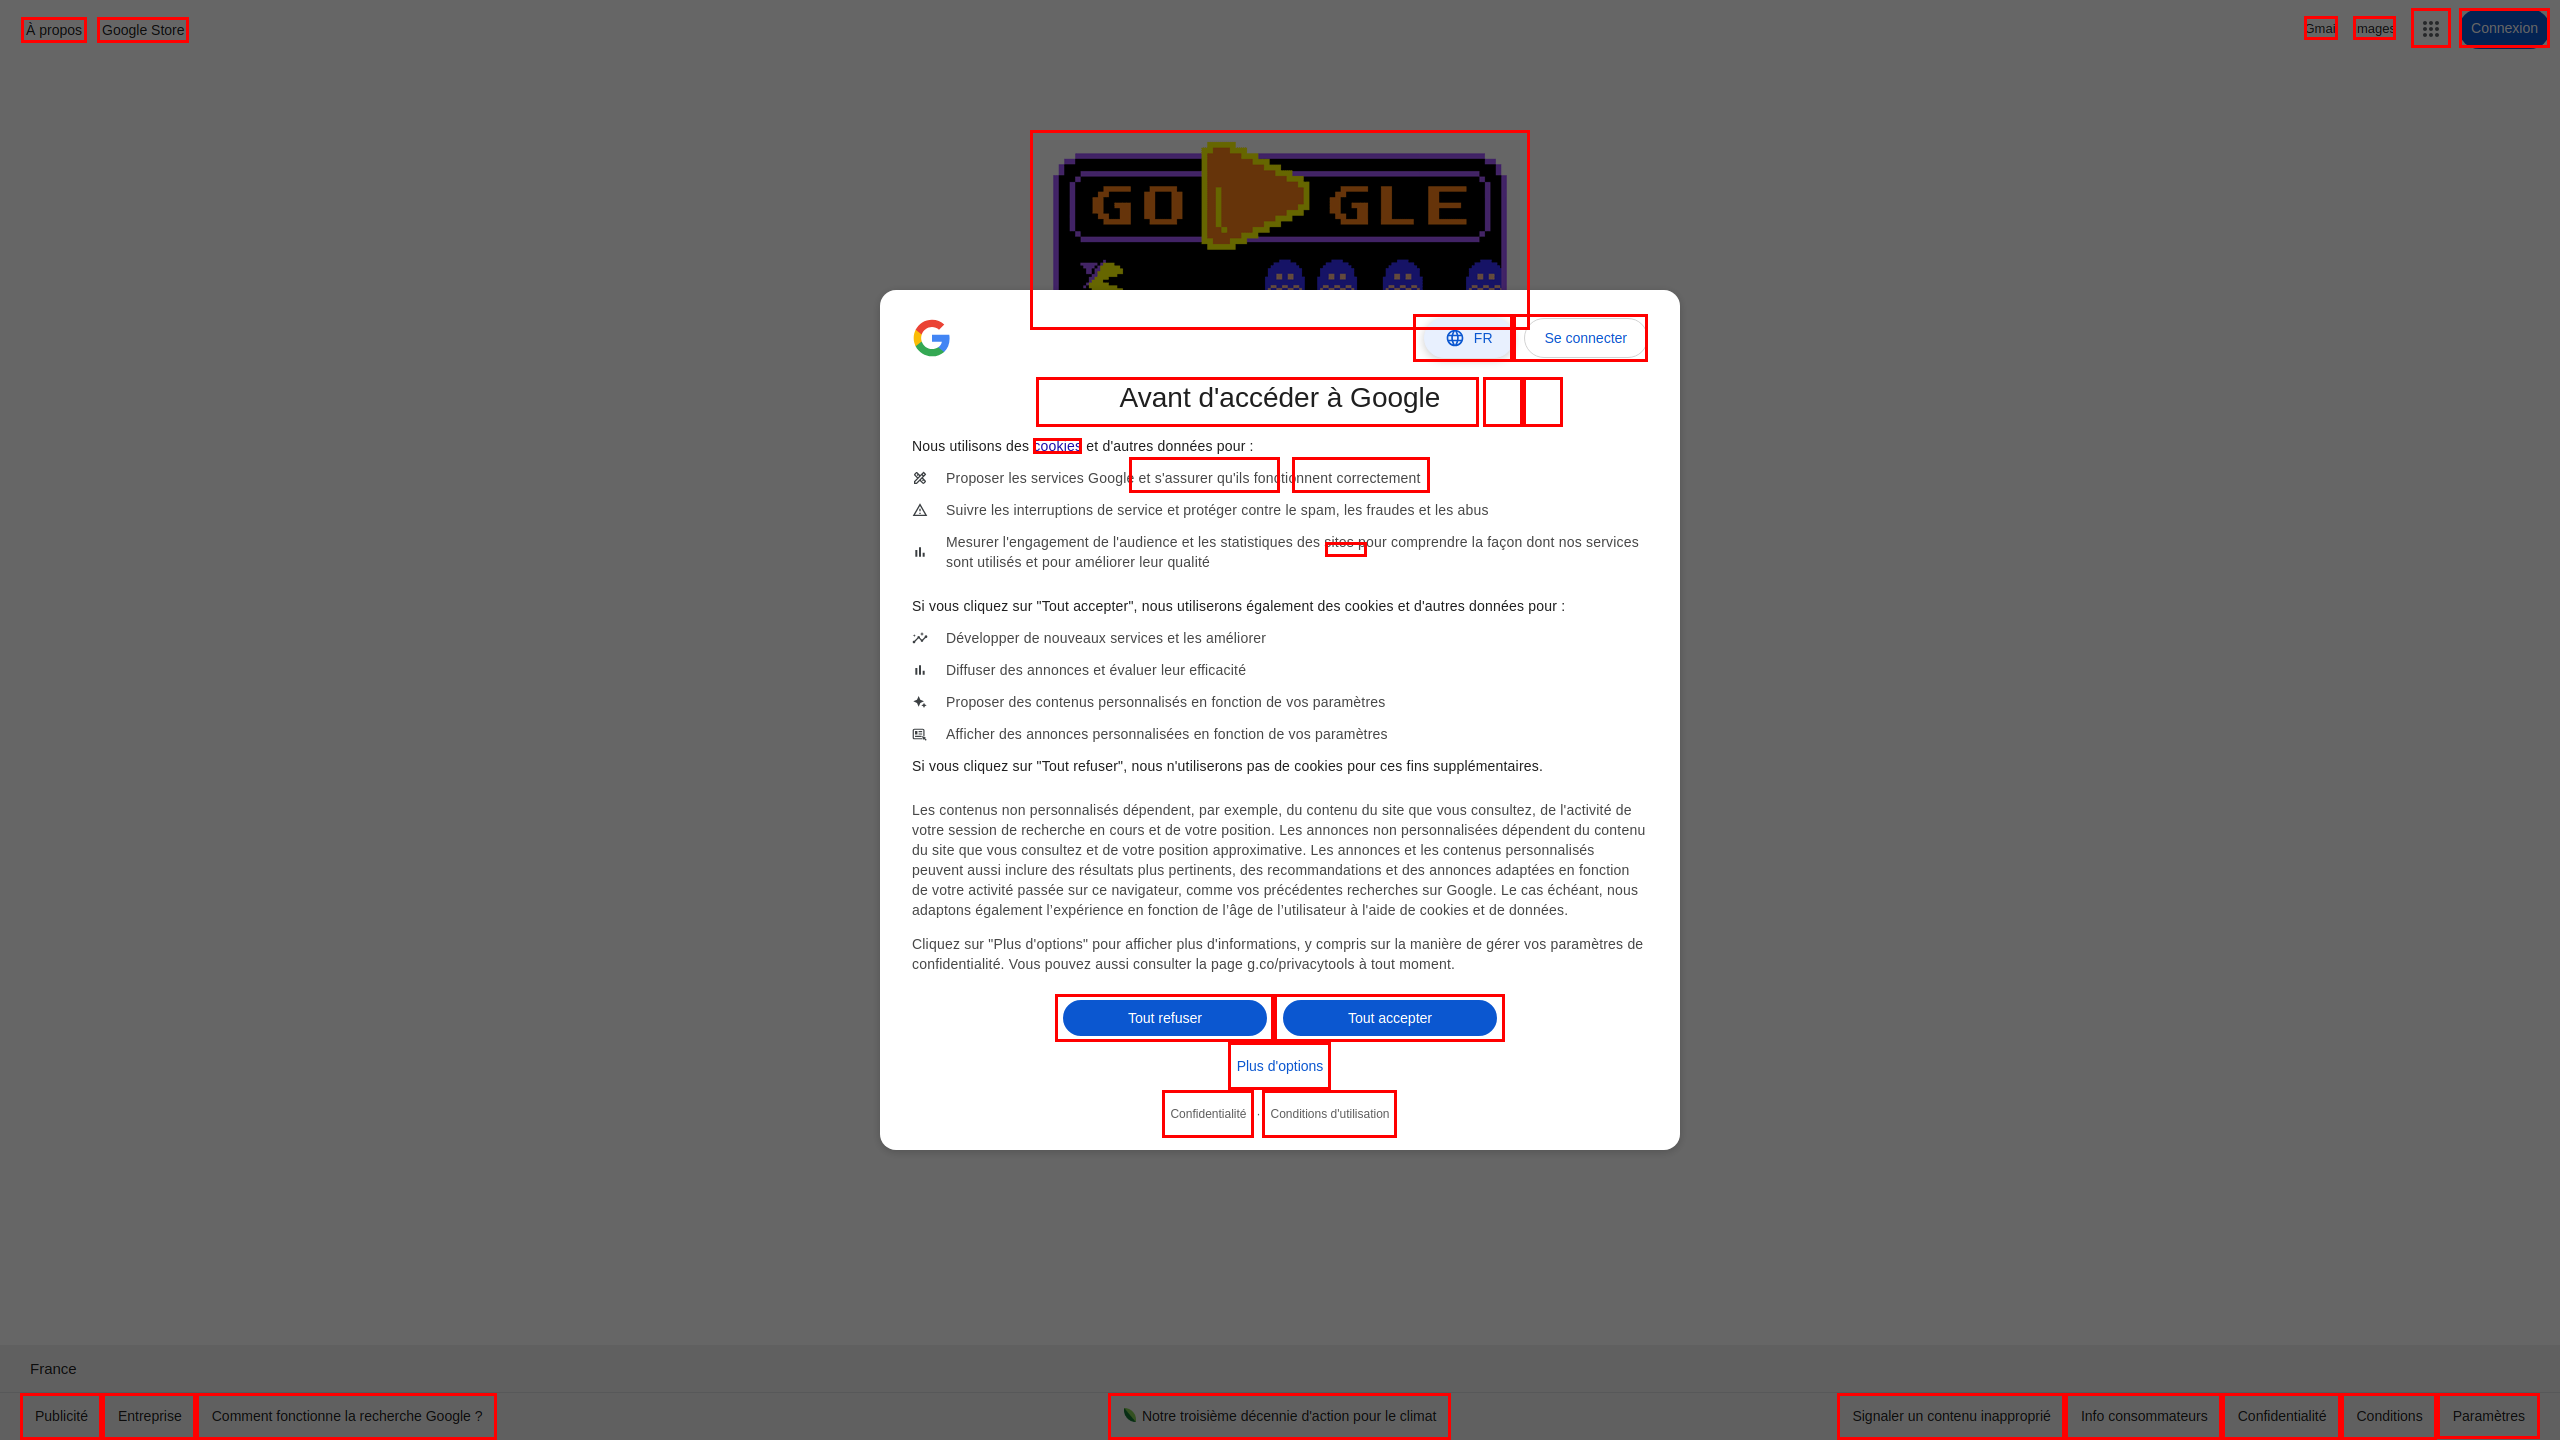 À propos Google Store Gmai mages Connexion
GO GLE
FR Se connecter
Avant d'accéder à Google
Nous utilisons des cookies et d'autres données pour :
Proposer les services Google et s'assurer qu'ils fonctionnent correctement
Suivre les interruptions de service et protéger contre le spam, les fraudes et les abus
Mesurer l'engagement de l'audience et les statistiques des sites pour comprendre la façon dont nos services
sont utilisés et pour améliorer leur qualité
Si vous cliquez sur "Tout accepter", nous utiliserons également des cookies et d'autres données pour :
Développer de nouveaux services et les améliorer
Diffuser des annonces et évaluer leur efficacité
Proposer des contenus personnalisés en fonction de vos paramètres
Afficher des annonces personnalisées en fonction de vos paramètres
Si vous cliquez sur "Tout refuser", nous n'utiliserons pas de cookies pour ces fins supplémentaires.
Les contenus non personnalisés dépendent, par exemple, du contenu du site que vous consultez, de l'activité de
votre session de recherche en cours et de votre position. Les annonces non personnalisées dépendent du contenu
du site que vous consultez et de votre position approximative. Les annonces et les contenus personnalisés
peuvent aussi inclure des résultats plus pertinents, des recommandations et des annonces adaptées en fonction
de votre activité passée sur ce navigateur, comme vos précédentes recherches sur Google. Le cas échéant, nous
adaptons également l’expérience en fonction de l’âge de l’utilisateur à l'aide de cookies et de données.
Cliquez sur "Plus d'options" pour afficher plus d'informations, y compris sur la manière de gérer vos paramètres de
confidentialité. Vous pouvez aussi consulter la page g.co/privacytools à tout moment.
Tout refuser Tout accepter
Plus d'options
Confidentialité · Conditions d'utilisation
France
Publicité Entreprise Comment fonctionne la recherche Google ? Notre troisième décennie d'action pour le climat Signaler un contenu inapproprié Info consommateurs Confidentialité Conditions Paramètres